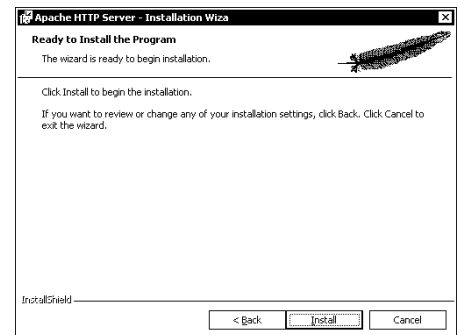 Apache HTTP Server - Installation Wiza
Ready to Install the Program
The wizard is ready to begin installation.
Click Install to begin the installation.
If you want to review or change any of your installation settings, click Back. Click Cancel to
exit the wizard.
InstallShield
< Back
Install
Cancel